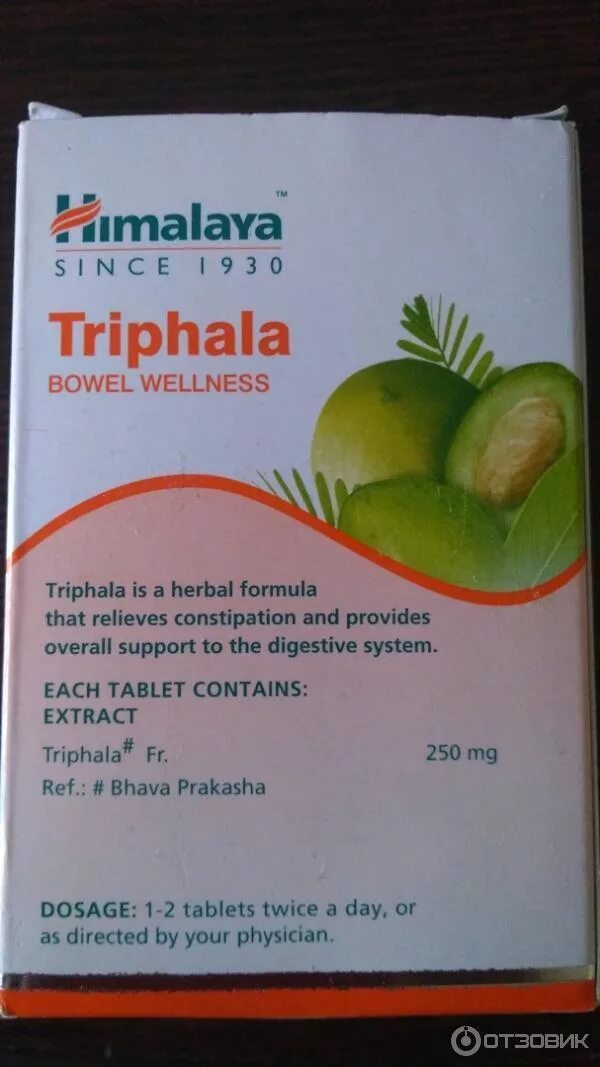 Himalaya™
SINCE 1930
Triphala
BOWEL WELLNESS
Triphala is a herbal formula
that relieves constipation and provides
overall support to the digestive system.
EACH TABLET CONTAINS:
EXTRACT
Triphala# Fr. 250 mg
Ref.: # Bhava Prakasha
DOSAGE: 1-2 tablets twice a day, or
as directed by your physician.
ОТЗОВИК